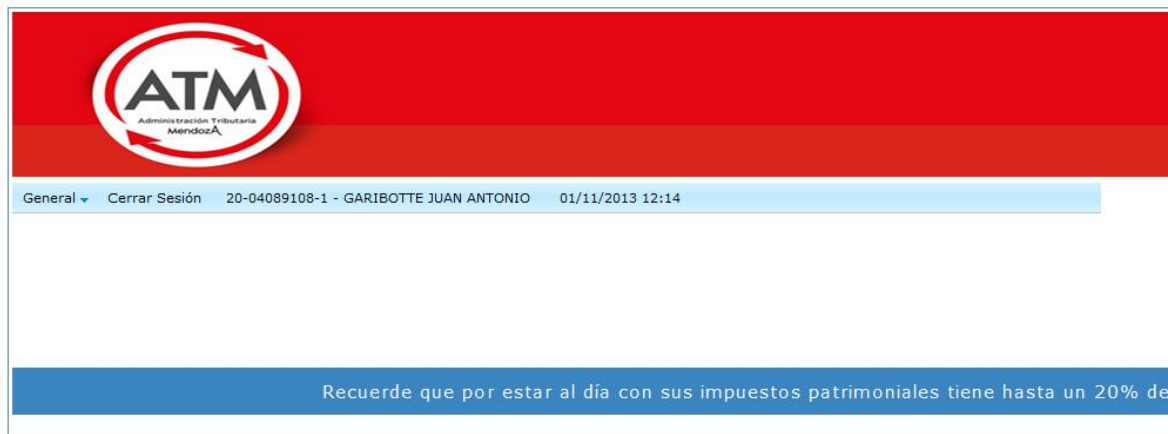 ATM
Administración Tributaria
MendozA
General Cerrar Sesión 20-04089108-1 - GARIBOTTE JUAN ANTONIO 01/11/2013 12:14
Recuerde que por estar al día con sus impuestos patrimoniales tiene hasta un 20% de